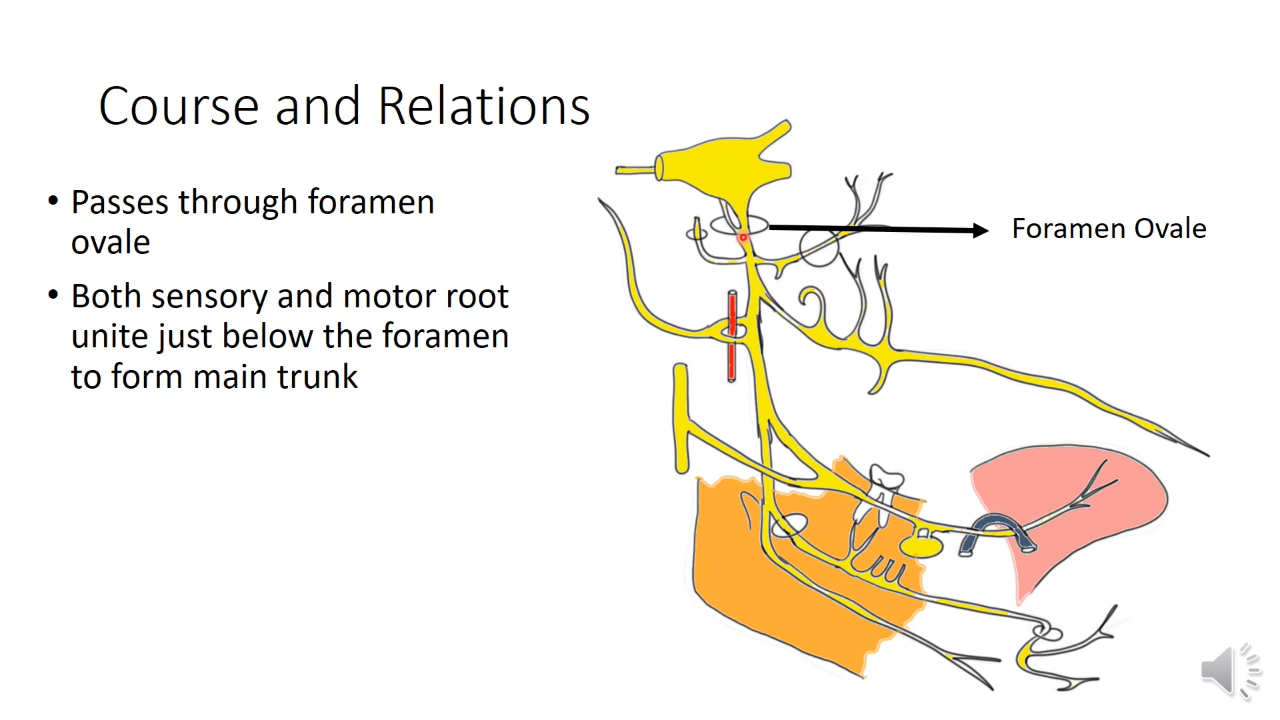 Course and Relations
• Passes through foramen
ovale
• Both sensory and motor root
unite just below the foramen
to form main trunk
Foramen Ovale